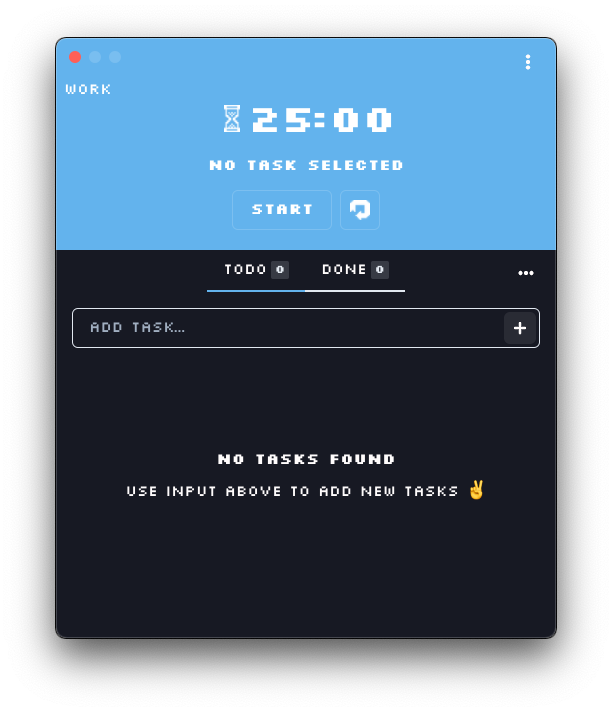 WORK
⏳25:00
NO TASK SELECTED
START
TODO 0 DONE 0
ADD TASK...
NO TASKS FOUND
USE INPUT ABOVE TO ADD NEW TASKS ✌️